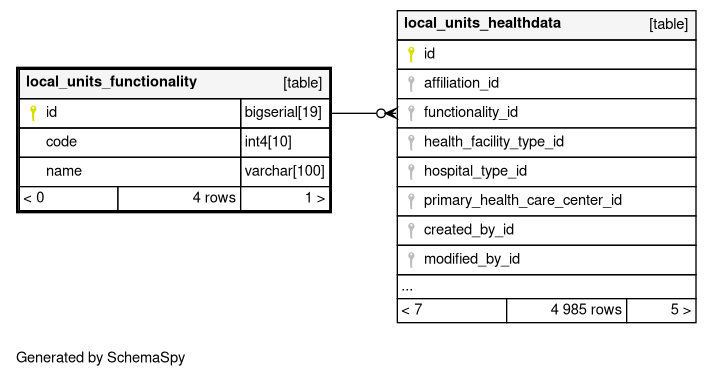 local_units_functionality [table]
id bigserial[19]
code int4[10]
name varchar[100]
< 0 4 rows 1 >
local_units_healthdata [table]
id
affiliation_id
functionality_id
health_facility_type_id
hospital_type_id
primary_health_care_center_id
created_by_id
modified_by_id
...
< 7 4 985 rows 5 >
Generated by SchemaSpy